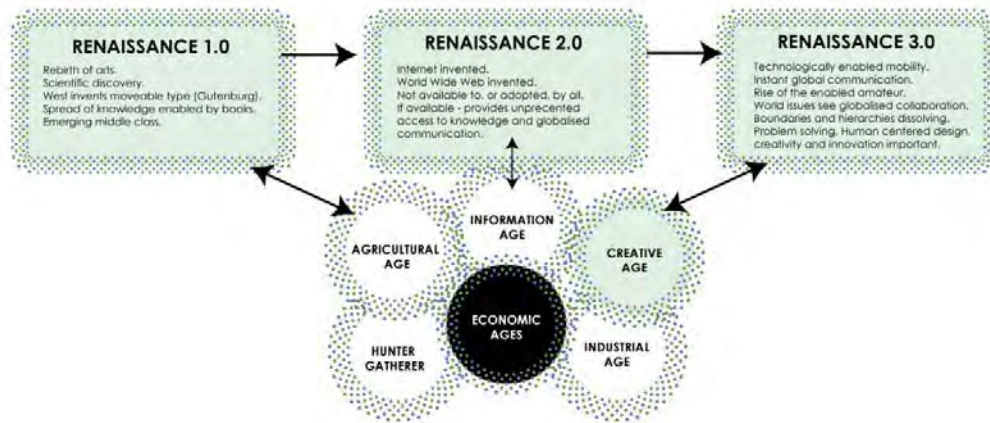 RENAISSANCE 1.0
Rebirth of arts.
Scientific discovery.
West invents moveable type (Gutenburg).
Spread of knowledge enabled by books.
Emerging middle class.
RENAISSANCE 2.0
Internet invented.
World Wide Web invented.
Not available to, or adopted, by all.
If available - provides unprecented
access to knowledge and globalised
communication.
RENAISSANCE 3.0
Technologically enabled mobility.
Instant global communication.
Rise of the enabled amateur.
World issues see globalised collaboration.
Boundaries and hierarchies dissolving.
Problem solving. Human centered design.
creativity and innovation important.
AGRICULTURAL
AGE
INFORMATION
AGE
CREATIVE
AGE
ECONOMIC
AGES
HUNTER
GATHERER
INDUSTRIAL
AGE